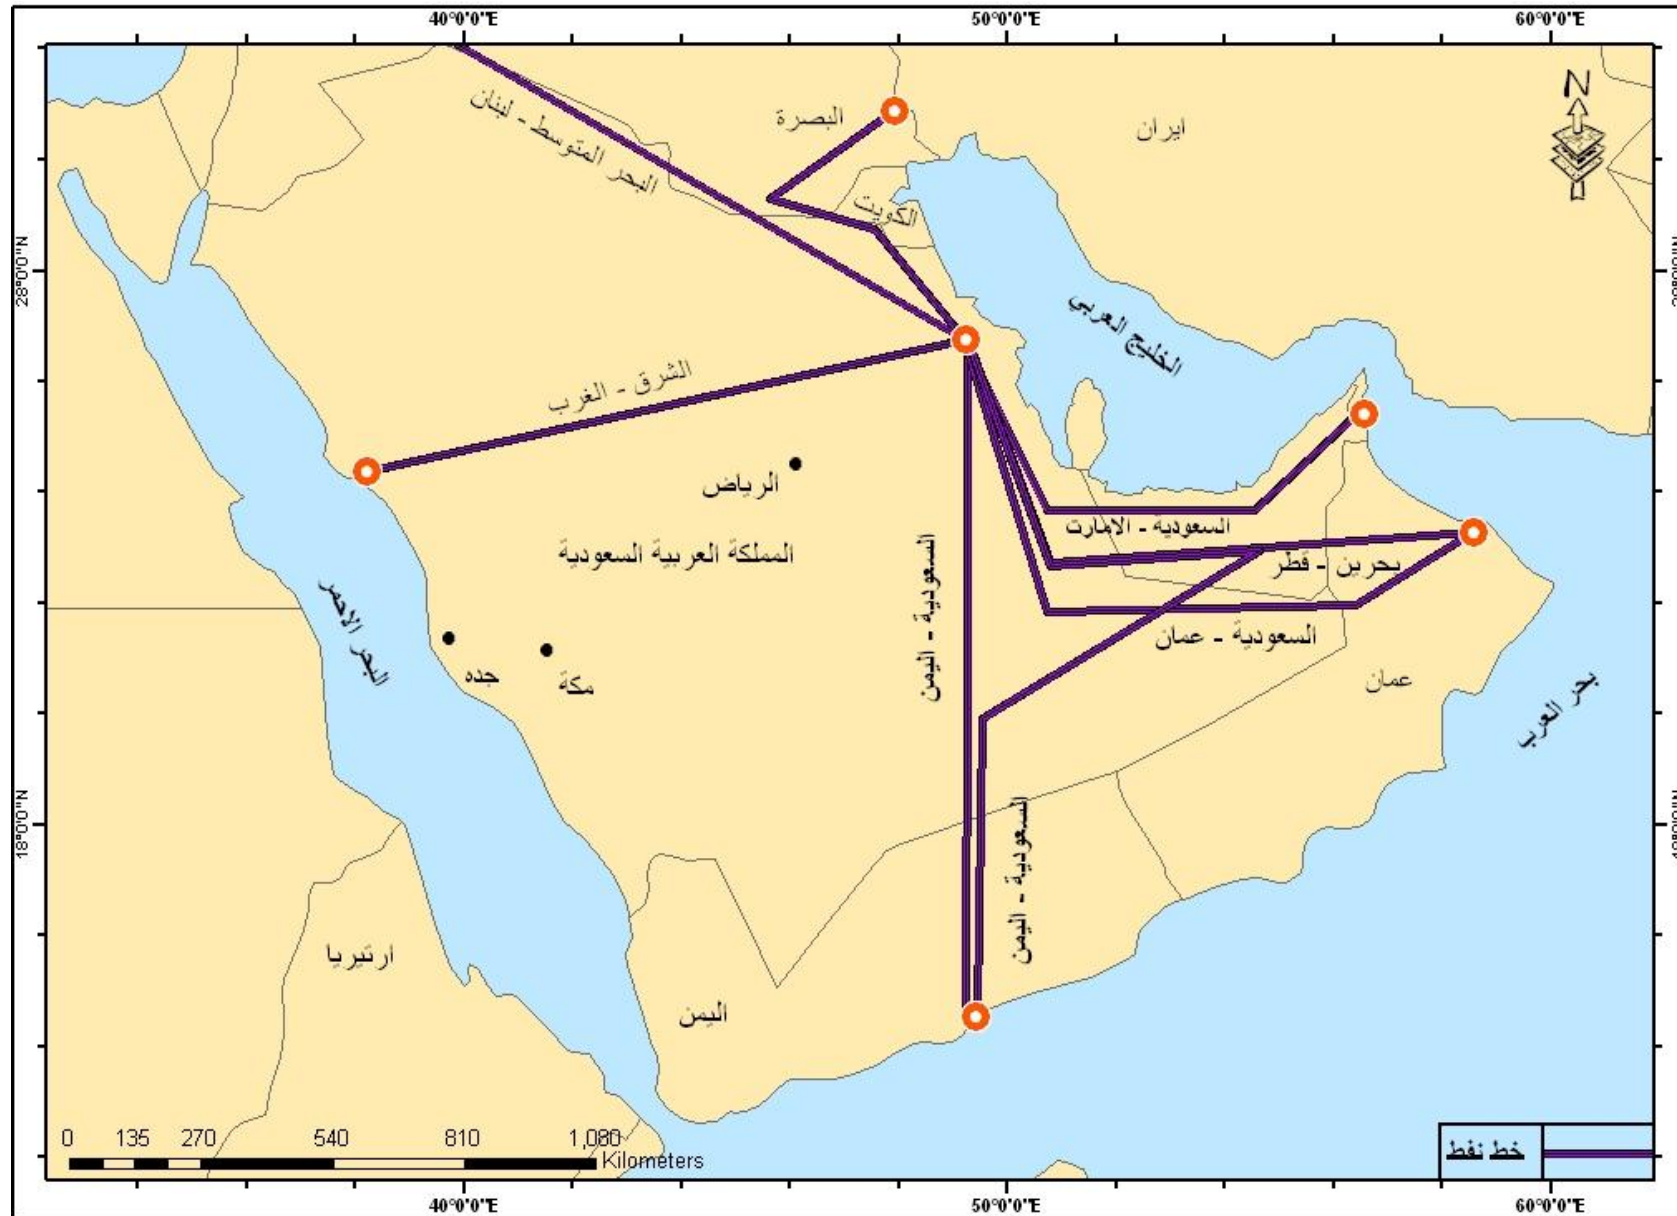 40°0'0"E 50°0'0"E 60°0'0"E
N
البصرة
ايران
البحر المتوسط - لبنان
الكويت
28°0'0"N
الخليج العربي
الشرق - الغرب
الرياض
السعودية - الامارت
المملكة العربية السعودية
بحرين - قطر
السعودية - اليمن
البحر الاحمر
السعودية - عمان
جده
مكة
عمان
بحر العرب
18°0'0"N
السعودية - اليمن
ارتيريا
اليمن
0 135 270 540 810 1,080
Kilometers
خط نفط
40°0'0"E 50°0'0"E 60°0'0"E